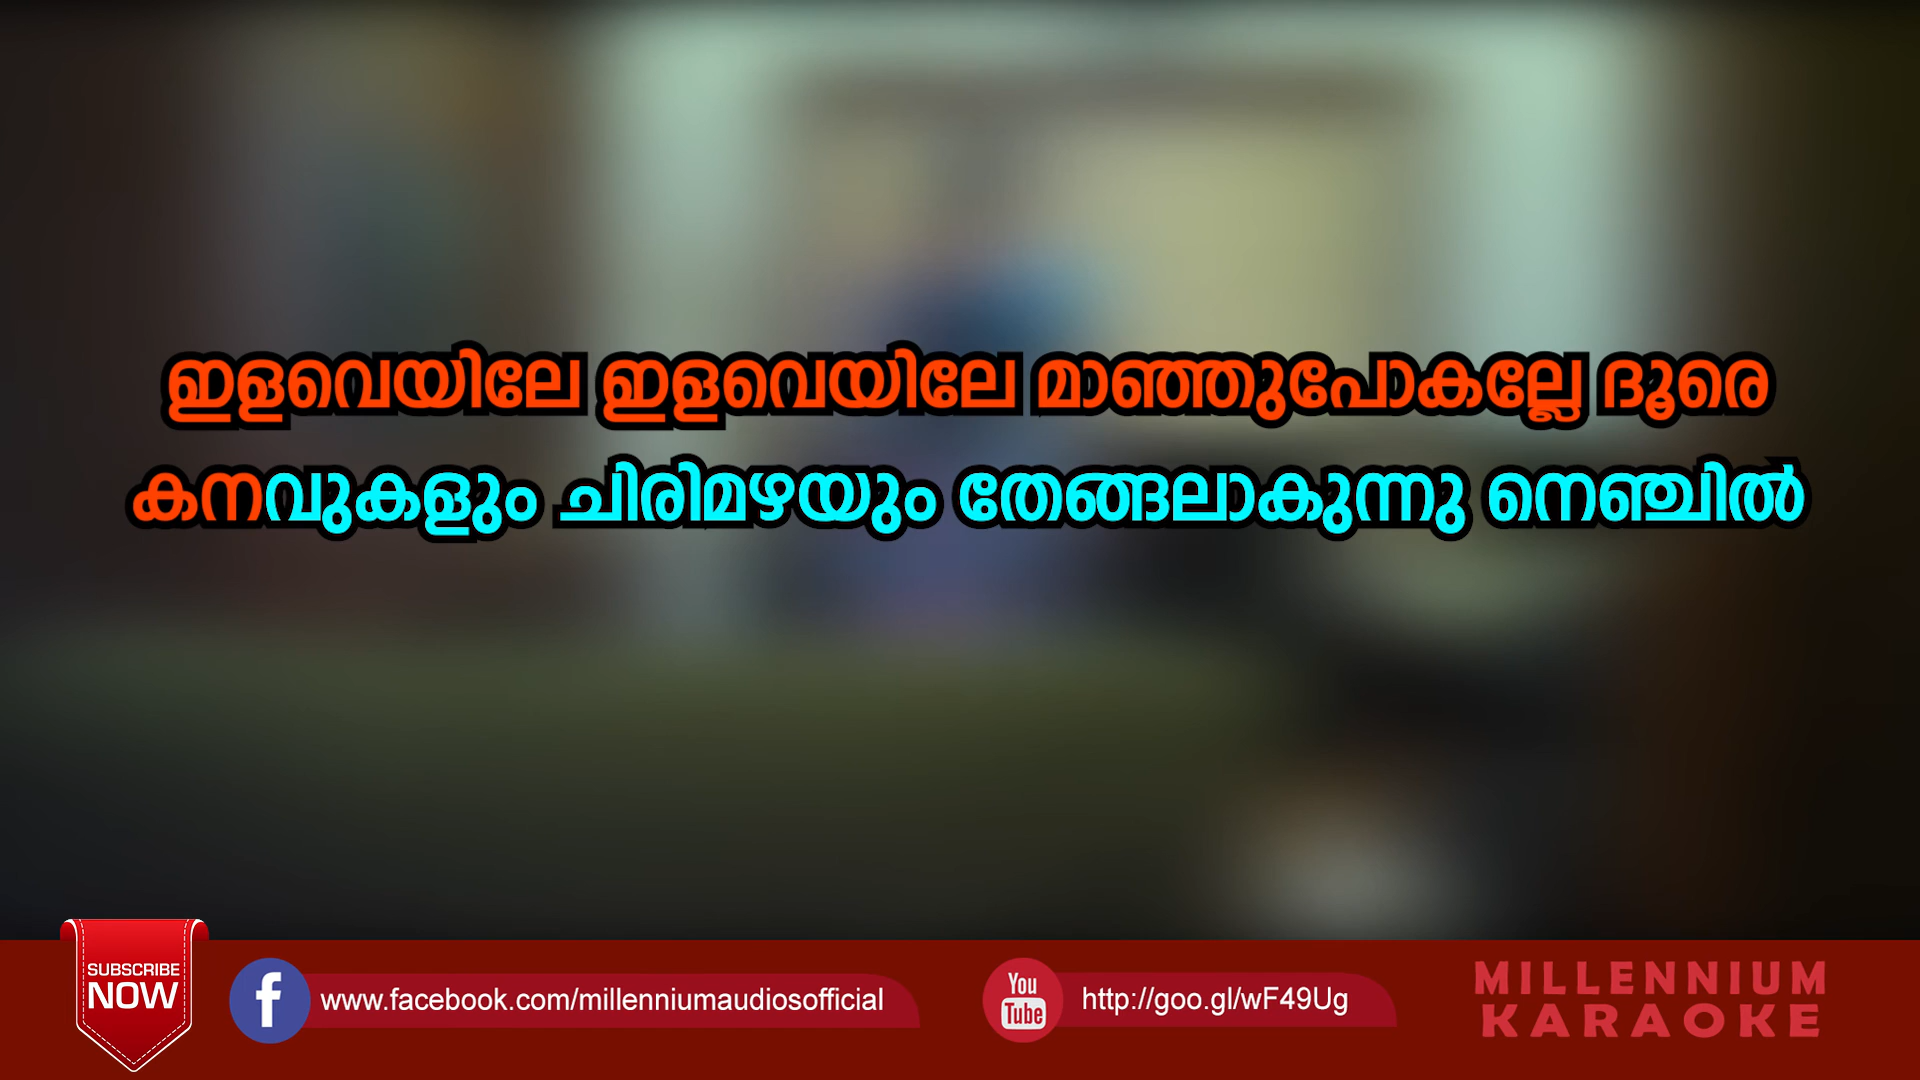 ഇളവെയിലേ ഇളവെയിലേ മാഞ്ഞുപോകല്ലേ ദൂരെ
കനവുകളും ചിരിമഴയും തേങ്ങലാകുന്നു നെഞ്ചിൽ
SUBSCRIBE
NOW
f www.facebook.com/millenniumaudiosofficial
You
Tube
http://goo.gl/wF49Ug
MILLENNIUM
KARAOKE